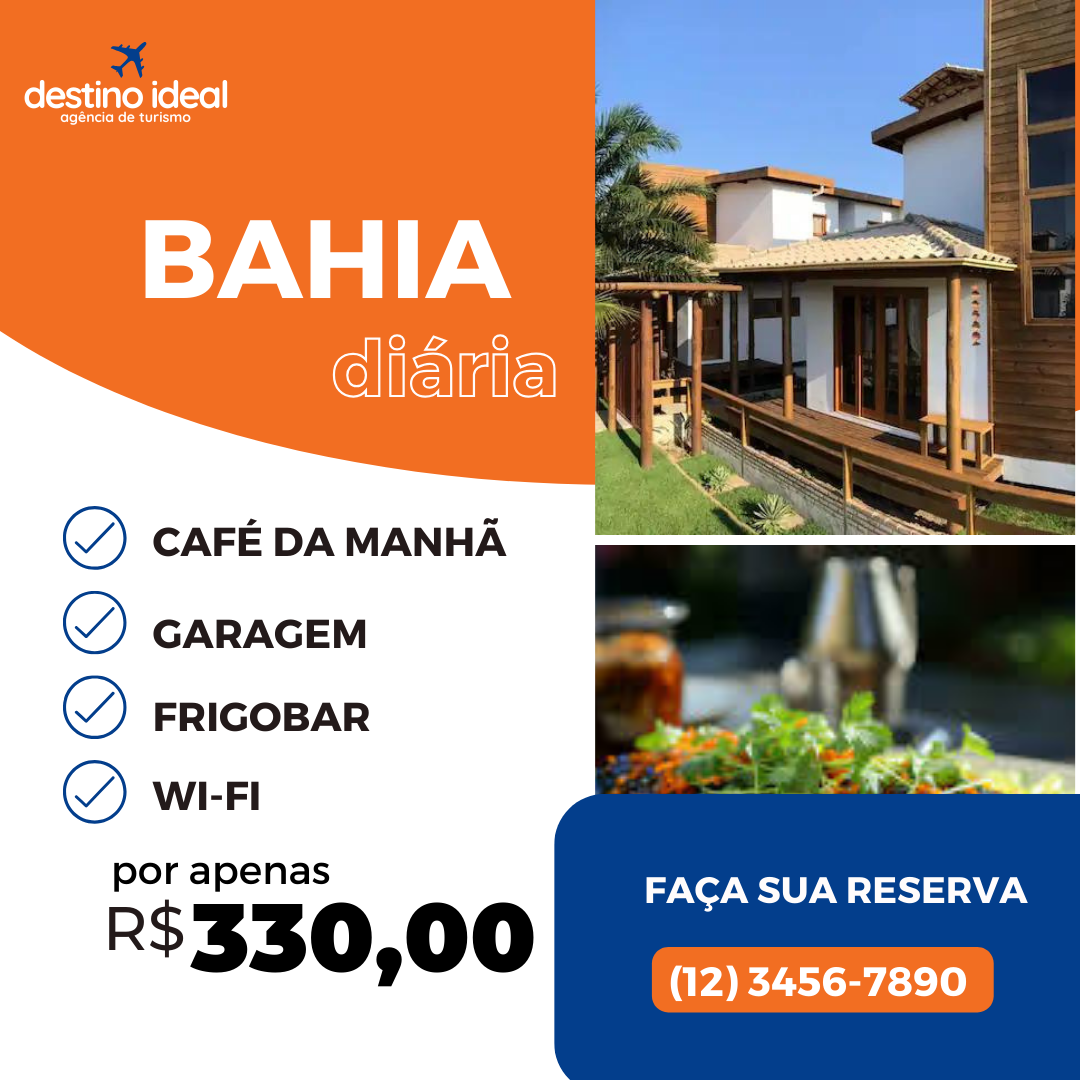 destino ideal
agência de turismo
BAHIA
diária
CAFÉ DA MANHÃ
GARAGEM
FRIGOBAR
WI-FI
por apenas
R$330,00
FAÇA SUA RESERVA
(12) 3456-7890